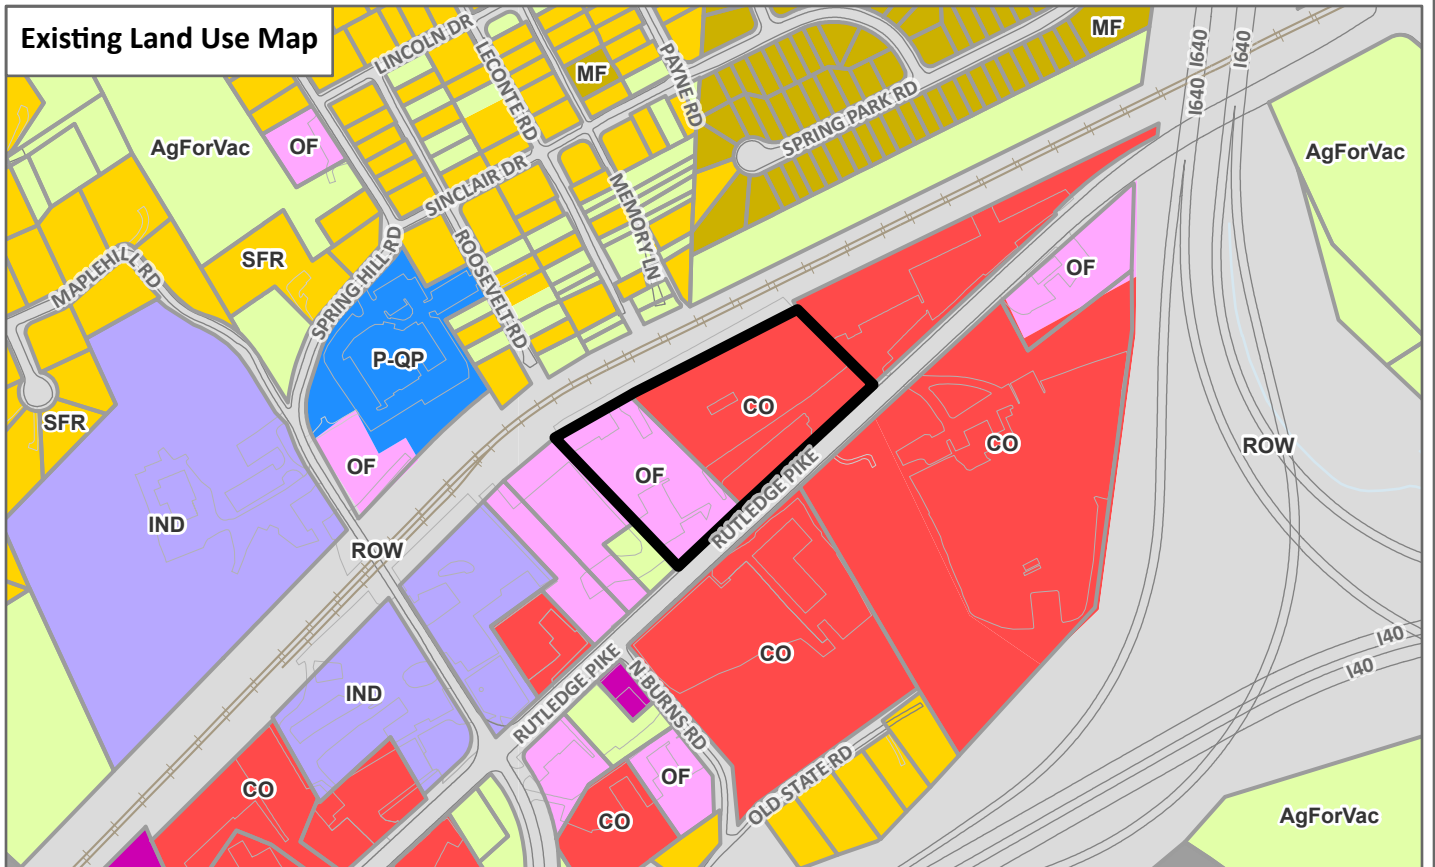 Existing Land Use Map
LINCOLN DR
LECONTE RD
PAYNE RD
MF
MF
I640
I640
I640
SPRING PARK RD
AgForVac
OF
AgForVac
SINCLAIR DR
MEMORY LN
MAPLEHILL RD
SFR
SPRING HILL RD
ROOSEVELT RD
OF
P-QP
SFR
CO
CO
ROW
OF
OF
IND
RUTLEDGE PIKE
ROW
I40
I40
CO
RUTLEDGE PIKE
N BURNS RD
IND
OLD STATE RD
OF
CO
CO
AgForVac